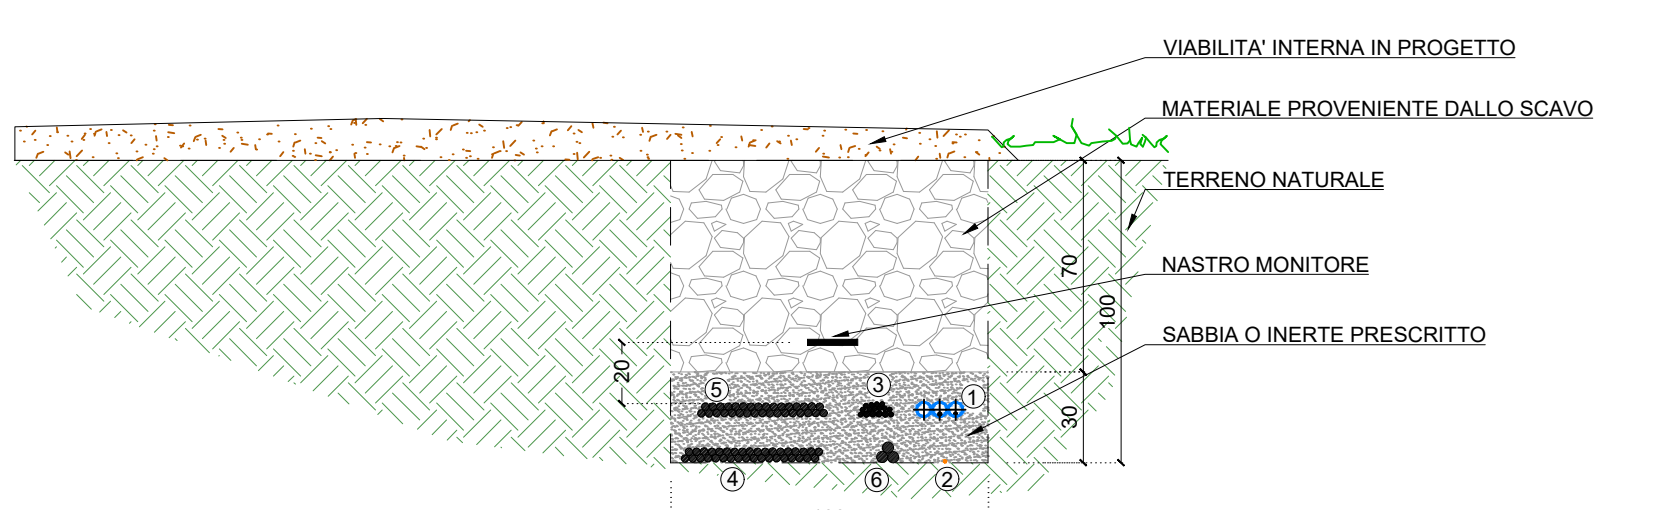 VIABILITA' INTERNA IN PROGETTO
MATERIALE PROVENIENTE DALLO SCAVO
TERRENO NATURALE
NASTRO MONITORE
SABBIA O INERTE PRESCRITTO
70
100
20
30
5
3
1
4
6
2